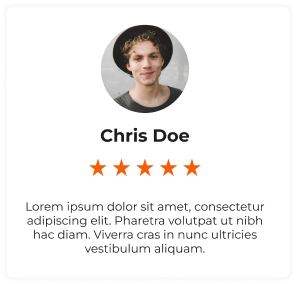 Chris Doe
Lorem ipsum dolor sit amet, consectetur
adipiscing elit. Pharetra volutpat ut nibh
hac diam. Viverra cras in nunc ultricies
vestibulum aliquam.